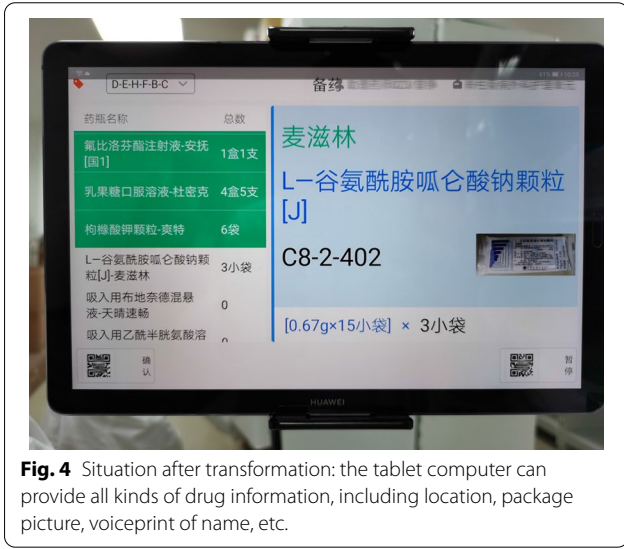 D-E-H-F-B-C
备药
61% 10:28
药瓶名称 总数
氟比洛芬酯注射液-安抚
[国1]
1盒1支
乳果糖口服溶液-杜密克 4盒5支
枸橼酸钾颗粒-爽特 6袋
L—谷氨酰胺呱仑酸钠颗
粒[J]-麦滋林
3小袋
吸入用布地奈德混悬
液-天晴速畅
0
吸入用乙酰半胱氨酸溶
0
麦滋林
L—谷氨酰胺呱仑酸钠颗粒
[J]
C8-2-402
[0.67g×15小袋] × 3小袋
确
认
暂
停
HUAWEI
Fig. 4 Situation after transformation: the tablet computer can
provide all kinds of drug information, including location, package
picture, voiceprint of name, etc.